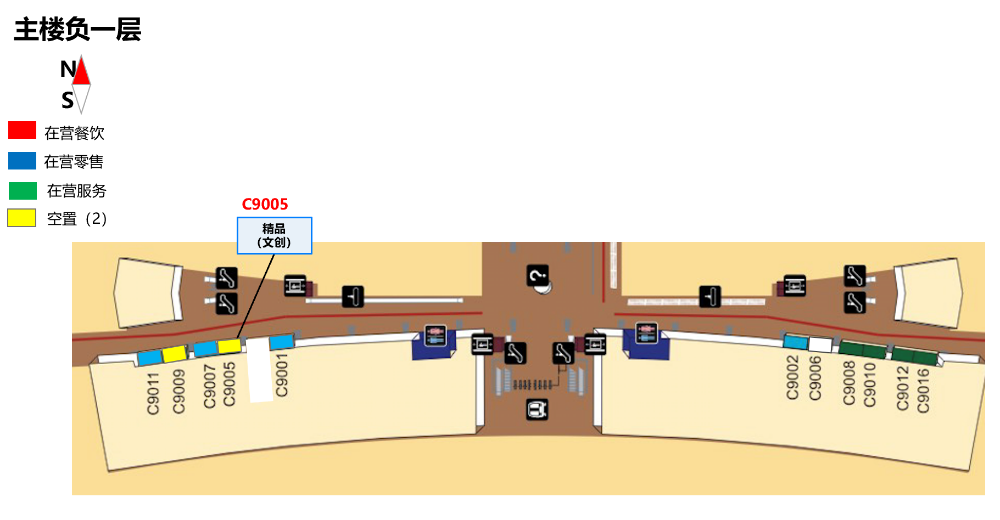 主楼负一层
N
S
在营餐饮
在营零售
在营服务
空置（2）
C9005
精品
（文创）
?
C9011
C9009
C9007
C9005
C9001
C9002
C9006
C9008
C9010
C9012
C9016